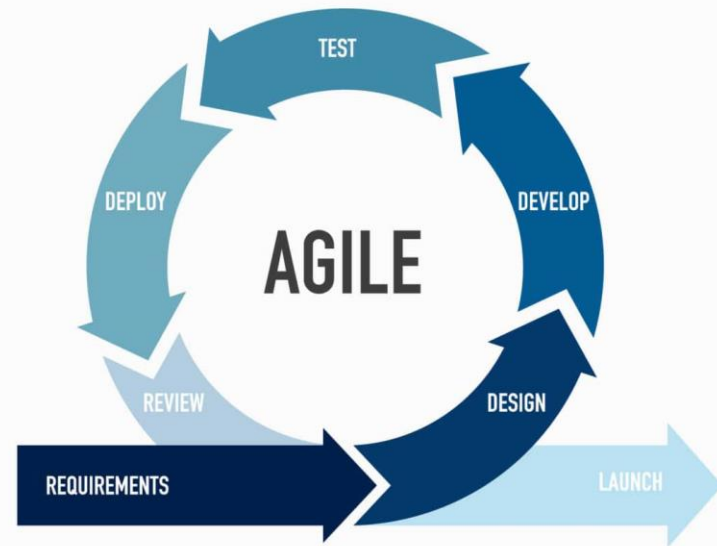 TEST
DEPLOY
DEVELOP
AGILE
REVIEW
DESIGN
REQUIREMENTS
LAUNCH